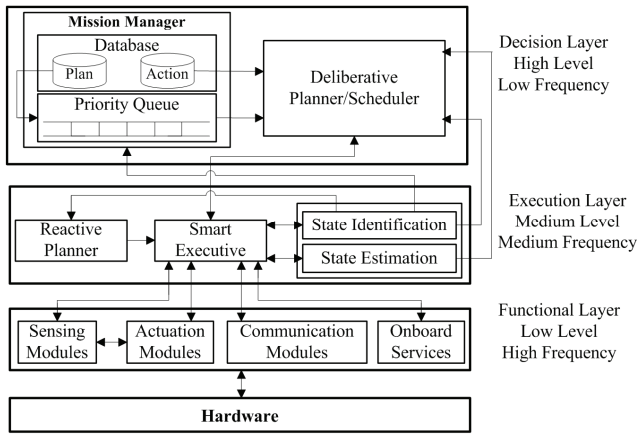 Mission Manager
Database
Plan
Action
Priority Queue
Deliberative
Planner/Scheduler
Decision Layer
High Level
Low Frequency
Reactive
Planner
Smart
Executive
State Identification
State Estimation
Execution Layer
Medium Level
Medium Frequency
Sensing
Modules
Actuation
Modules
Communication
Modules
Onboard
Services
Functional Layer
Low Level
High Frequency
Hardware